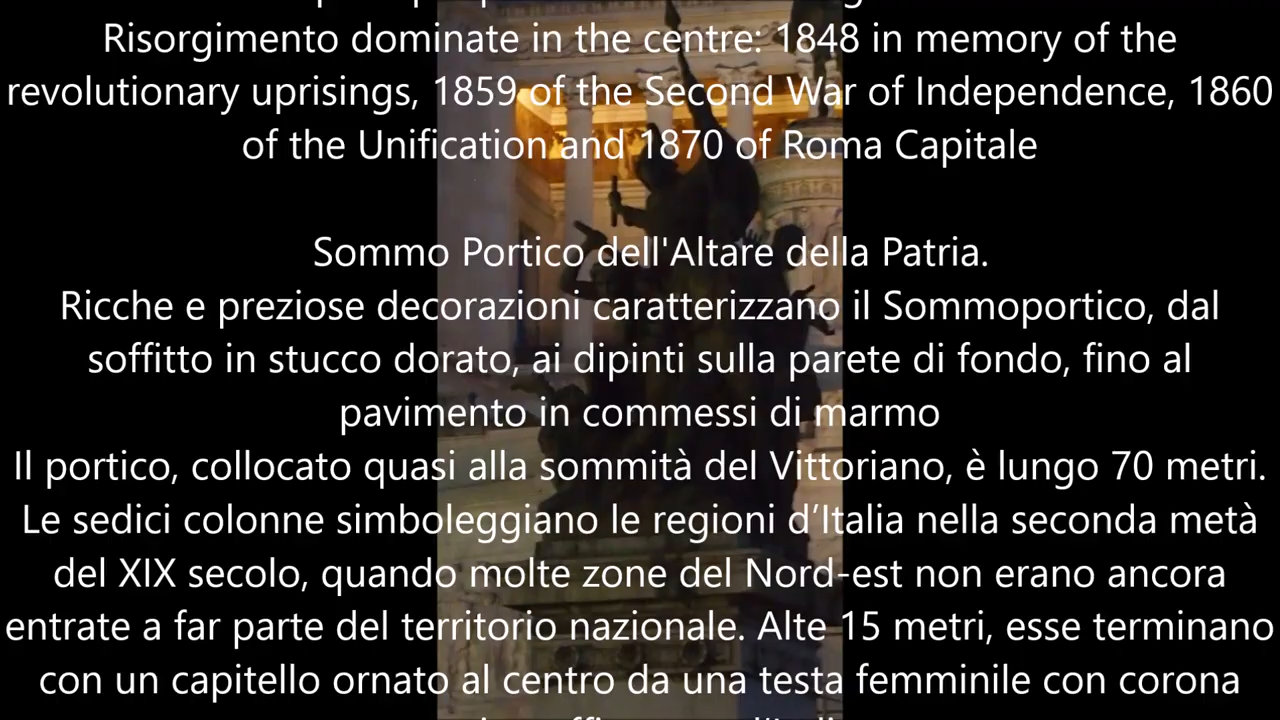 Risorgimento dominate in the centre: 1848 in memory of the
revolutionary uprisings, 1859 of the Second War of Independence, 1860
of the Unification and 1870 of Roma Capitale
Sommo Portico dell'Altare della Patria.
Ricche e preziose decorazioni caratterizzano il Sommoportico, dal
soffitto in stucco dorato, ai dipinti sulla parete di fondo, fino al
pavimento in commessi di marmo
Il portico, collocato quasi alla sommità del Vittoriano, è lungo 70 metri.
Le sedici colonne simboleggiano le regioni d’Italia nella seconda metà
del XIX secolo, quando molte zone del Nord-est non erano ancora
entrate a far parte del territorio nazionale. Alte 15 metri, esse terminano
con un capitello ornato al centro da una testa femminile con corona